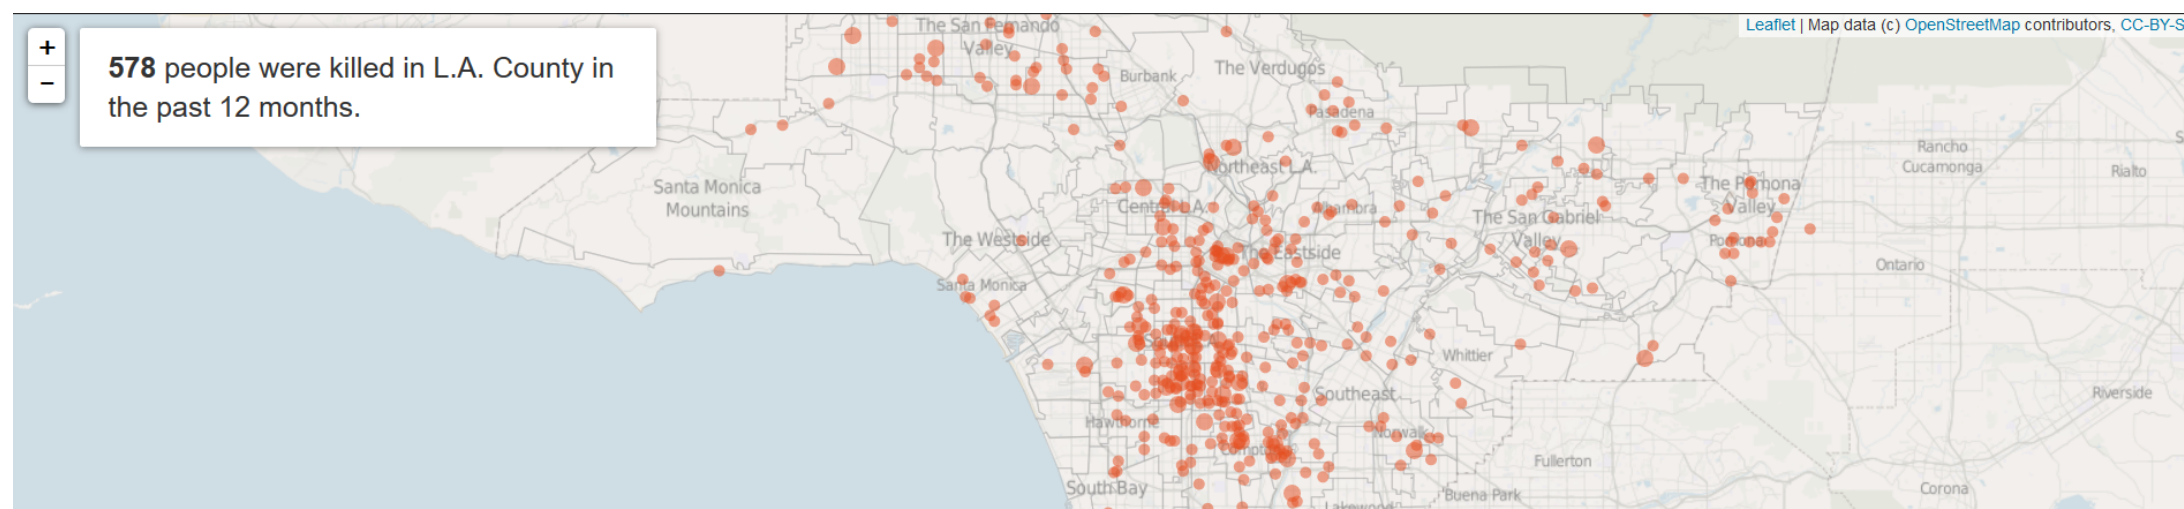 +
−
578 people were killed in L.A. County in
the past 12 months.
Leaflet | Map data (c) OpenStreetMap contributors, CC-BY-S
The San Fernando
Valley
Burbank
The Verdugos
Pasadena
Northeast L.A.
Rancho
Cucamonga
Rialto
S
Santa Monica
Mountains
Central L.A.
Alhambra
The San Gabriel
Valley
The Pomona
Valley
Pomona
The Westside
The Eastside
Ontario
Santa Monica
Whittier
Southeast
Riverside
Hawthorne
Norwalk
Compton
Fullerton
South Bay
Buena Park
Corona
Lakewood